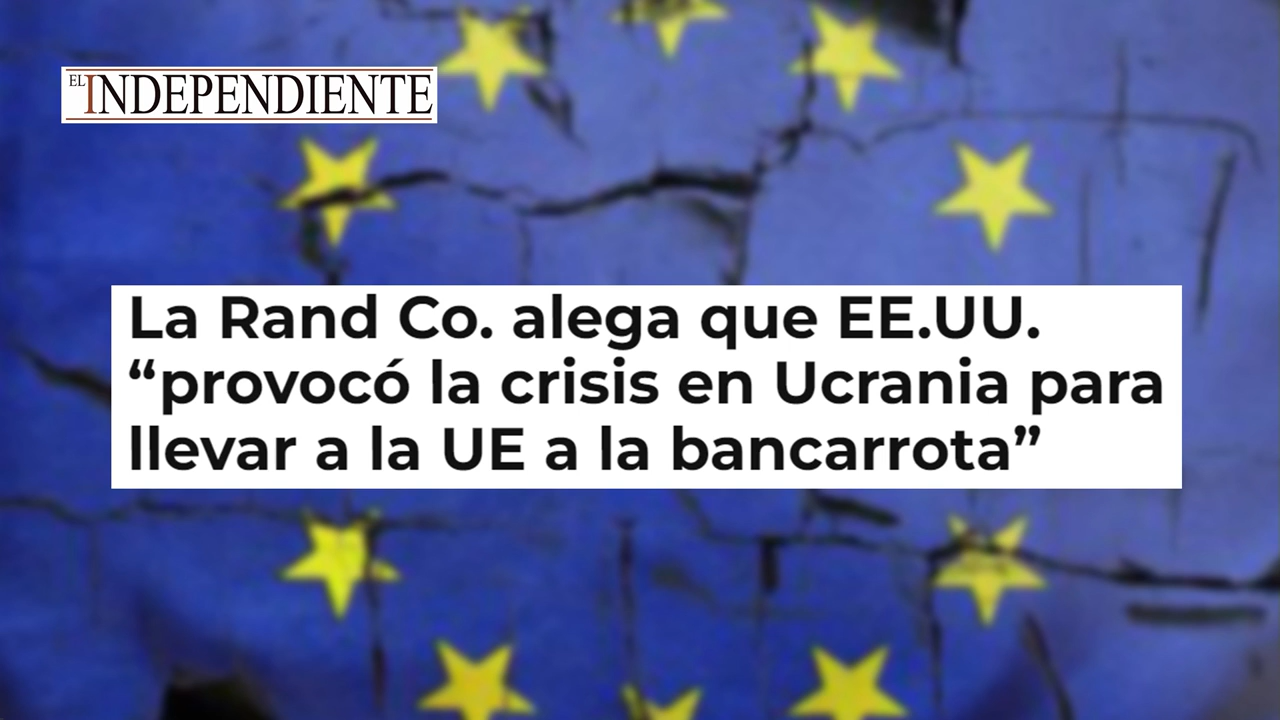 EL INDEPENDIENTE
La Rand Co. alega que EE.UU.
“provocó la crisis en Ucrania para
llevar a la UE a la bancarrota”